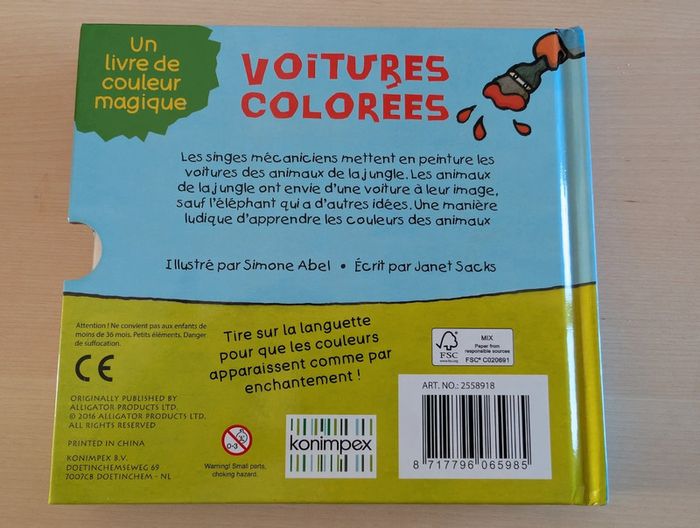 Un
livre de
couleur
magique
VOITURES
COLORÉES
Les singes mécaniciens mettent en peinture les
voitures des animaux de la jungle. Les animaux
de la jungle ont envie d'une voiture à leur image,
sauf l'éléphant qui a d'autres idées. Une manière
ludique d'apprendre les couleurs des animaux
Illustré par Simone Abel • Écrit par Janet Sacks
Attention ! Ne convient pas aux enfants de
moins de 36 mois. Petits éléments. Danger
de suffocation.
CE
Tire sur la languette
pour que les couleurs
apparaissent comme par
enchantement !
FSC
www.fsc.org
MIX
Paper from
responsible sources
FSC® C020691
ORIGINALLY PUBLISHED BY
ALLIGATOR PRODUCTS LTD.
© 2016 ALLIGATOR PRODUCTS LTD.
ALL RIGHTS RESERVED
PRINTED IN CHINA
KONIMPEX B.V.
DOETINCHEMSEWEG 69
7007CB DOETINCHEM - NL
0-3
Warning! Small parts,
choking hazard.
konimpex
ART. NO.: 2558918
8 717796 065985